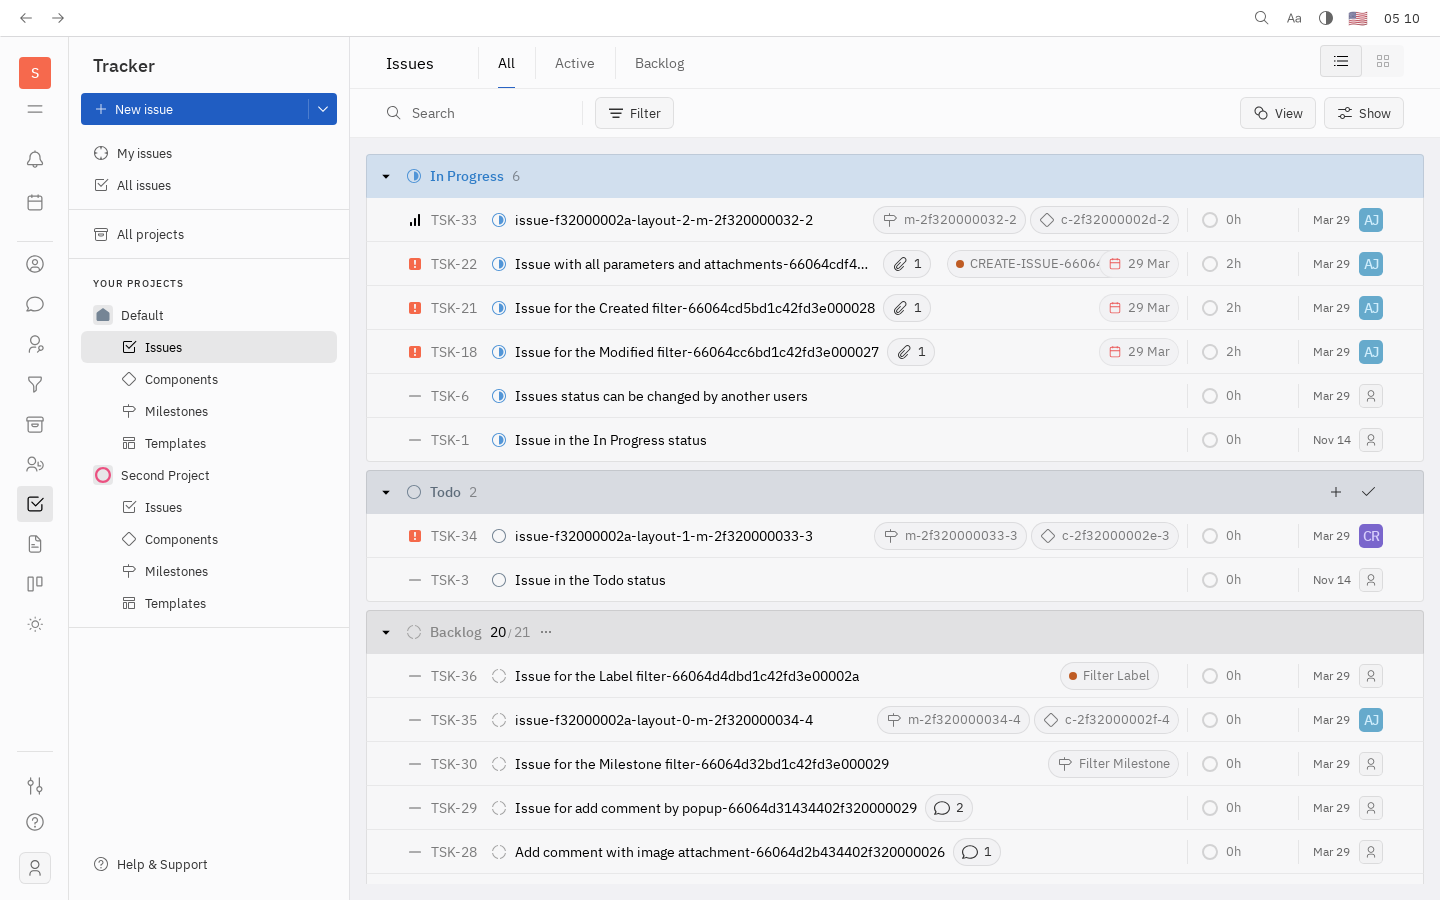 Aa 05 10
S
Tracker
New issue
My issues
All issues
All projects
YOUR PROJECTS
Default
Issues
Components
Milestones
Templates
Second Project
Issues
Components
Milestones
Templates
Help & Support
Issues All Active Backlog
Search Filter View Show
In Progress 6
TSK-33 issue-f32000002a-layout-2-m-2f320000032-2 m-2f320000032-2 c-2f32000002d-2 0h Mar 29 AJ
TSK-22 Issue with all parameters and attachments-66064cdf4... 1 CREATE-ISSUE-66064 29 Mar 2h Mar 29 AJ
TSK-21 Issue for the Created filter-66064cd5bd1c42fd3e000028 1 29 Mar 2h Mar 29 AJ
TSK-18 Issue for the Modified filter-66064cc6bd1c42fd3e000027 1 29 Mar 2h Mar 29 AJ
TSK-6 Issues status can be changed by another users 0h Mar 29
TSK-1 Issue in the In Progress status 0h Nov 14
Todo 2
TSK-34 issue-f32000002a-layout-1-m-2f320000033-3 m-2f320000033-3 c-2f32000002e-3 0h Mar 29 CR
TSK-3 Issue in the Todo status 0h Nov 14
Backlog 20 / 21 ...
TSK-36 Issue for the Label filter-66064d4dbd1c42fd3e00002a Filter Label 0h Mar 29
TSK-35 issue-f32000002a-layout-0-m-2f320000034-4 m-2f320000034-4 c-2f32000002f-4 0h Mar 29 AJ
TSK-30 Issue for the Milestone filter-66064d32bd1c42fd3e000029 Filter Milestone 0h Mar 29
TSK-29 Issue for add comment by popup-66064d31434402f320000029 2 0h Mar 29
TSK-28 Add comment with image attachment-66064d2b434402f320000026 1 0h Mar 29